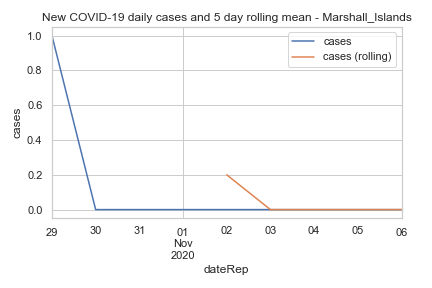 New COVID-19 daily cases and 5 day rolling mean - Marshall_Islands
cases
cases (rolling)
1.0
0.8
0.6
0.4
0.2
0.0
cases
29 30 31 01 02 03 04 05 06
Nov
2020
dateRep